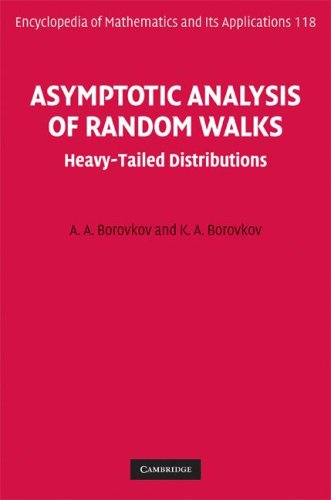 Encyclopedia of Mathematics and Its Applications 118
ASYMPTOTIC ANALYSIS
OF RANDOM WALKS
Heavy-Tailed Distributions
A. A. Borovkov and K. A. Borovkov
CAMBRIDGE